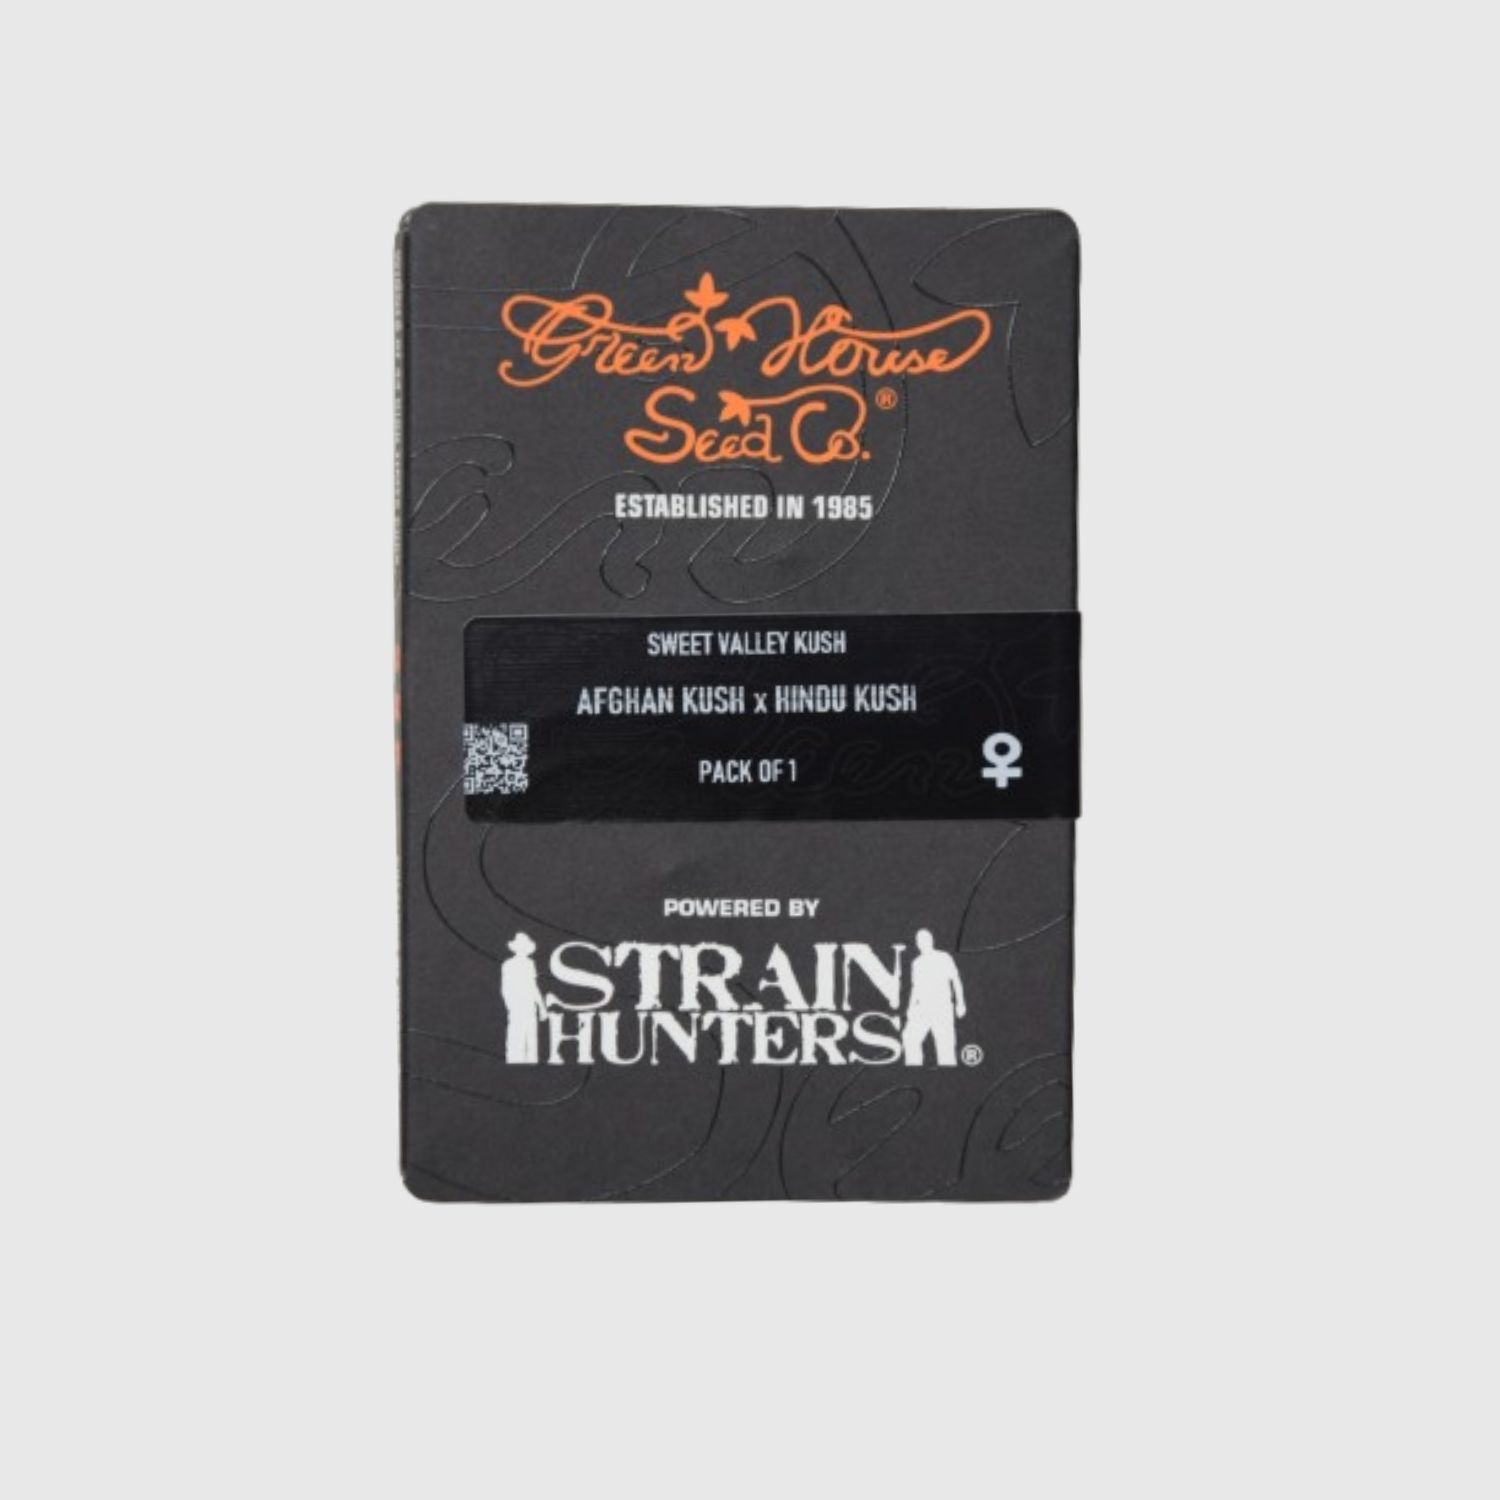 Green House
Seed Co.®
ESTABLISHED IN 1985
SWEET VALLEY KUSH
AFGHAN KUSH x HINDU KUSH
PACK OF 1
POWERED BY
STRAIN
HUNTERS®